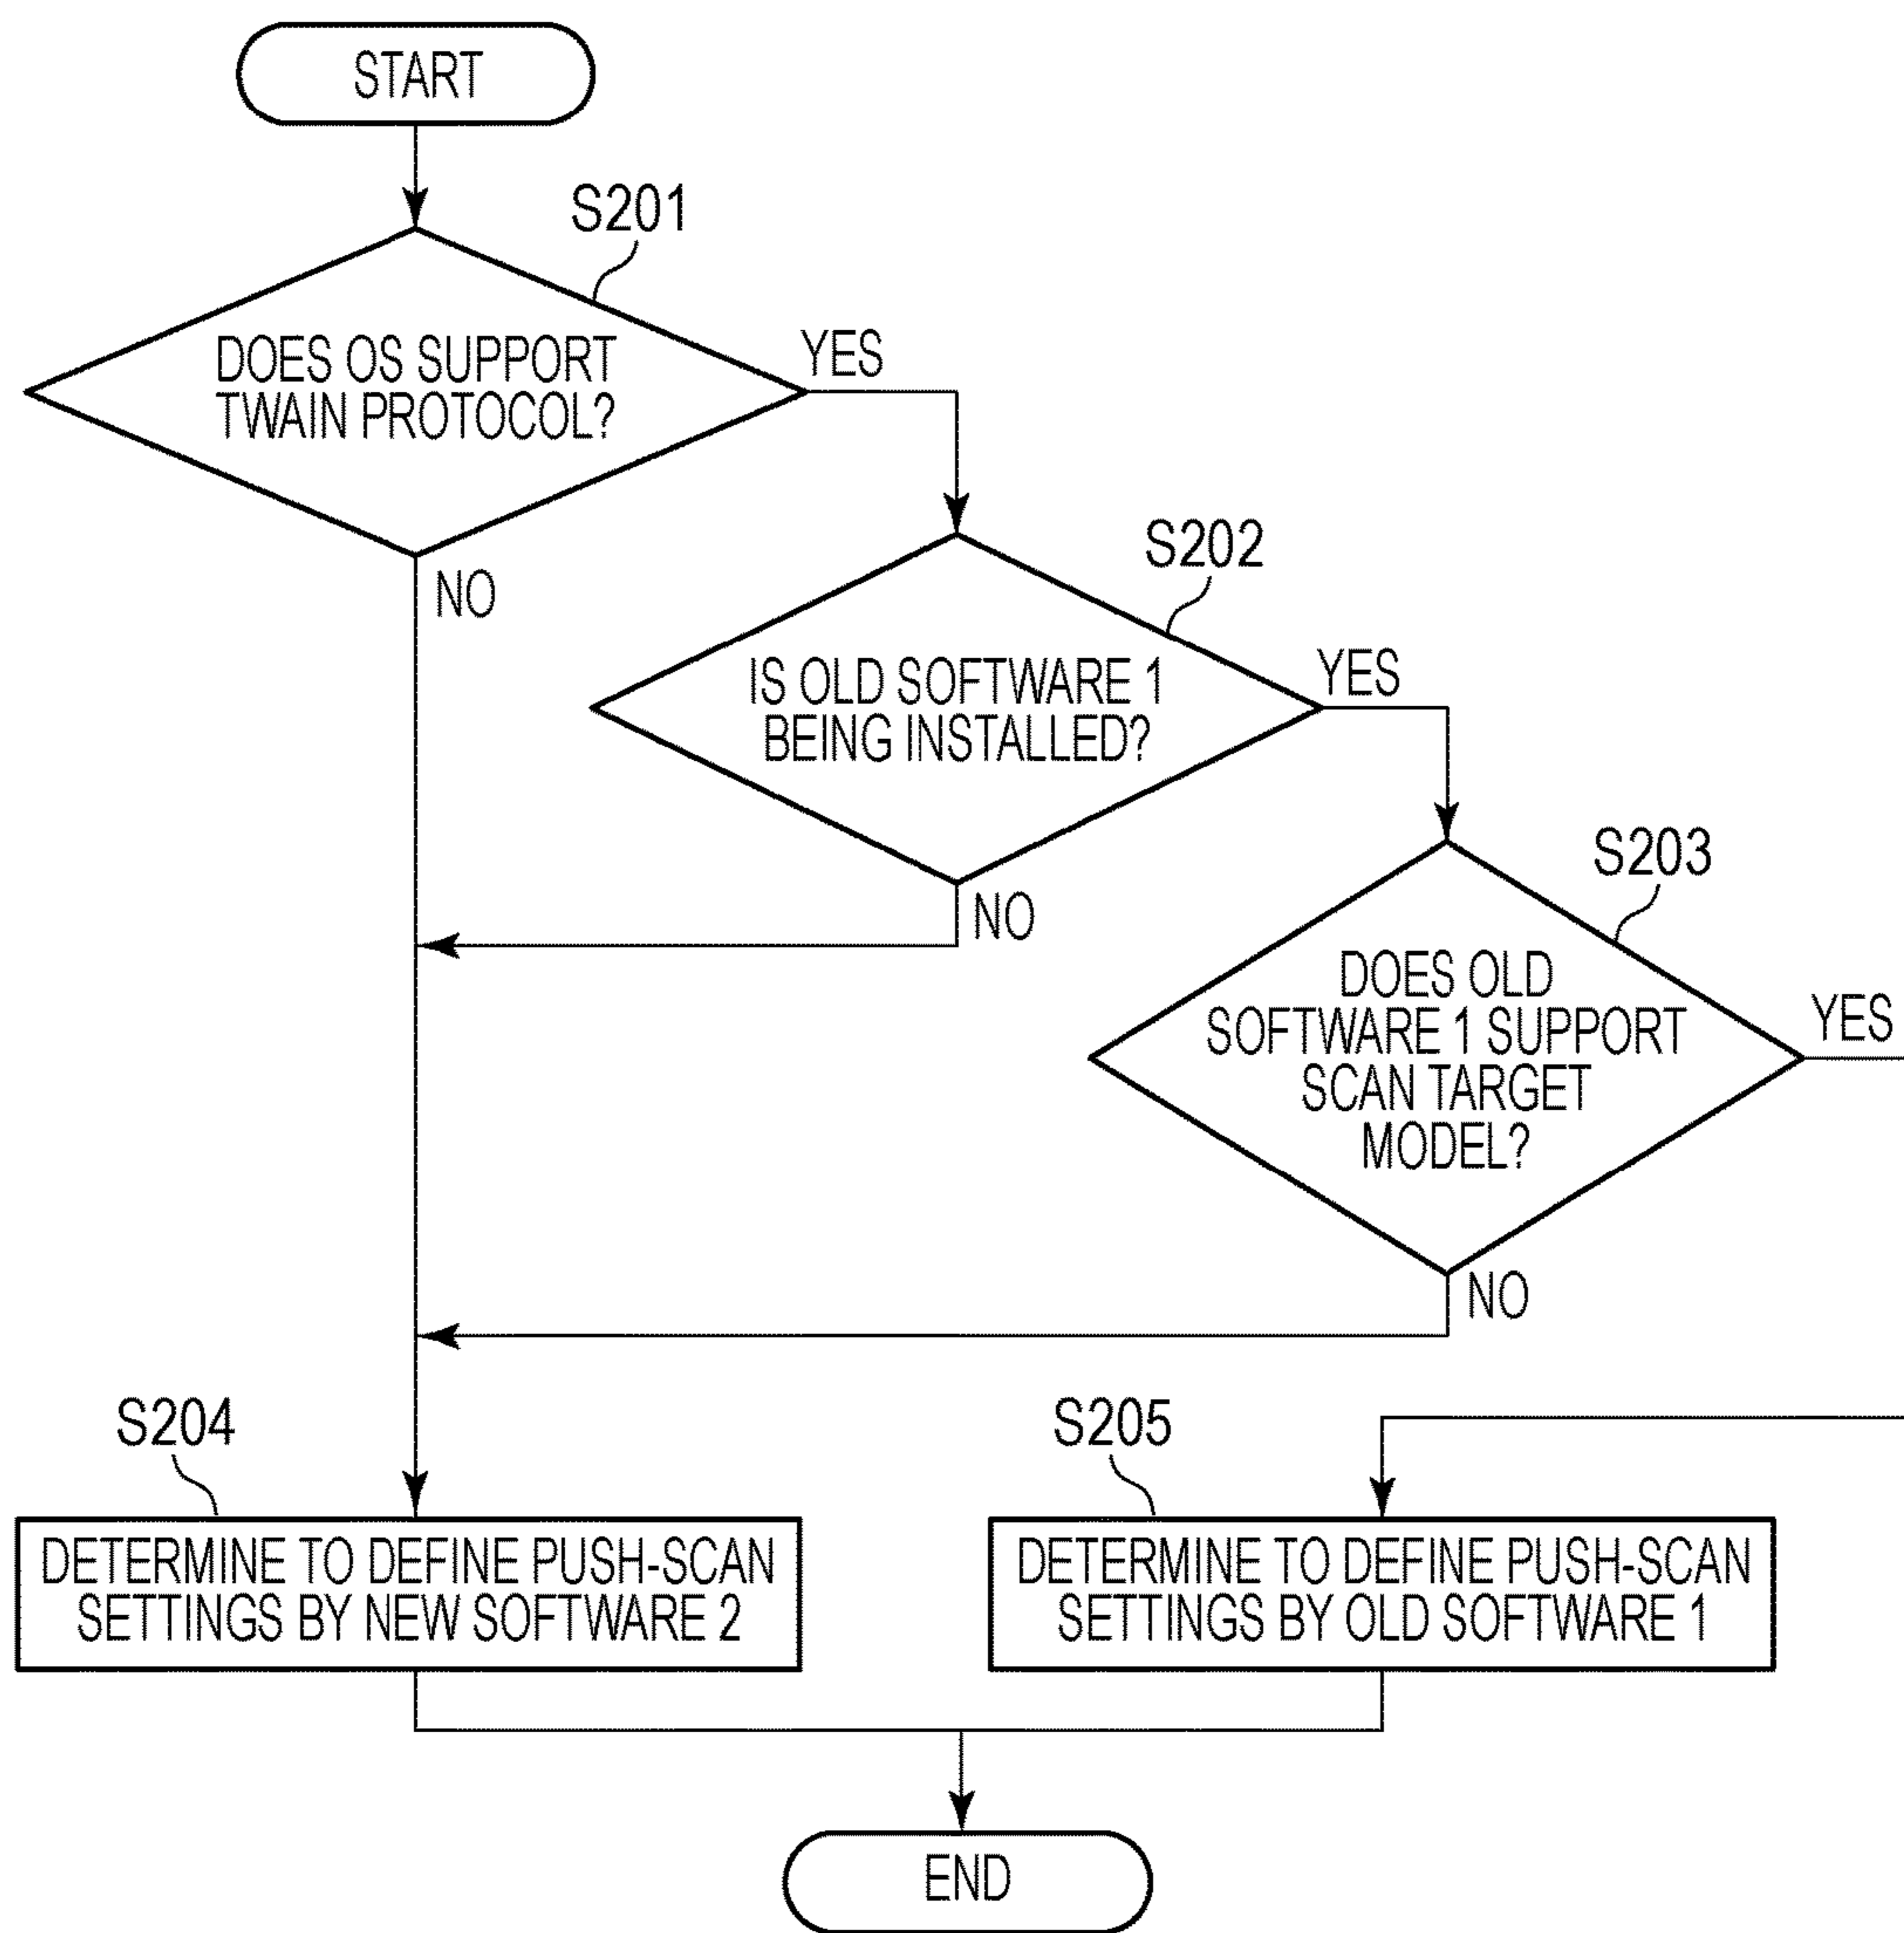 START
S201
DOES OS SUPPORT
TWAIN PROTOCOL?
YES
NO
S202
IS OLD SOFTWARE 1
BEING INSTALLED?
YES
NO
S203
DOES OLD
SOFTWARE 1 SUPPORT
SCAN TARGET
MODEL?
YES
NO
S204
DETERMINE TO DEFINE PUSH-SCAN
SETTINGS BY NEW SOFTWARE 2
S205
DETERMINE TO DEFINE PUSH-SCAN
SETTINGS BY OLD SOFTWARE 1
END